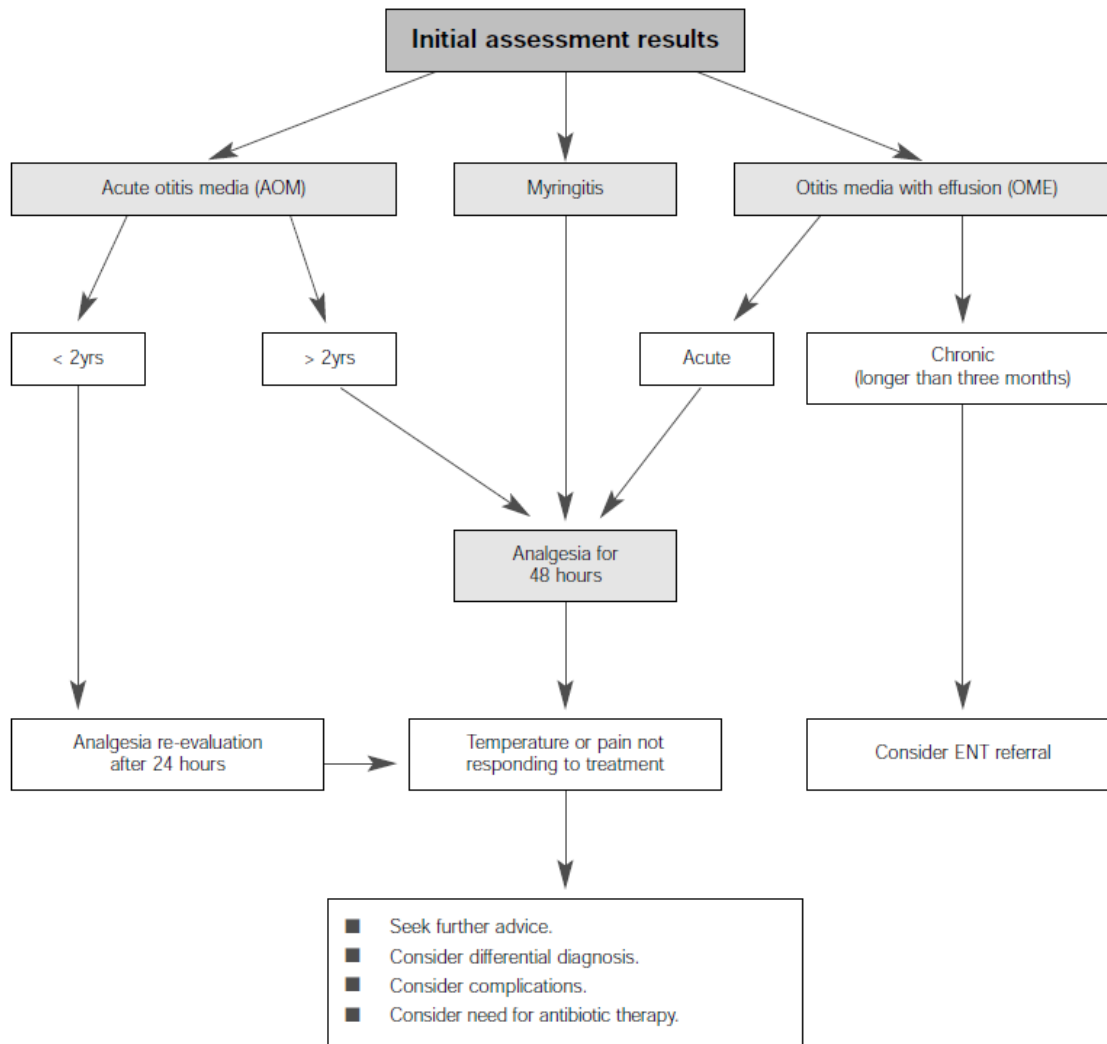 Initial assessment results
Acute otitis media (AOM)
Myringitis
Otitis media with effusion (OME)
< 2yrs
> 2yrs
Acute
Chronic
(longer than three months)
Analgesia for
48 hours
Analgesia re-evaluation
after 24 hours
Temperature or pain not
responding to treatment
Consider ENT referral
■ Seek further advice.
■ Consider differential diagnosis.
■ Consider complications.
■ Consider need for antibiotic therapy.